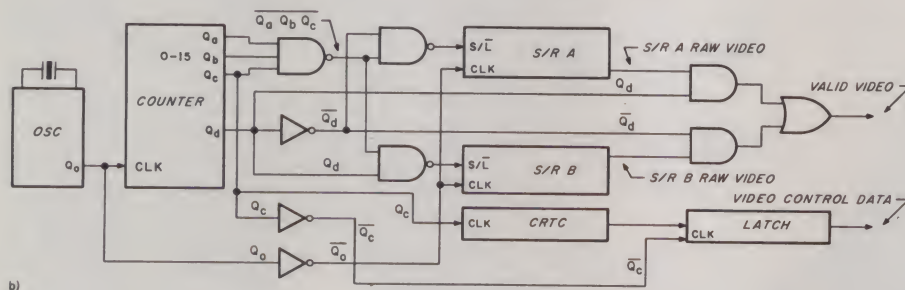 Qa Qb Qc
Qa
0-15
Qb
Qc
COUNTER
Qd
CLK
OSC
Qo
Qd
S/L
CLK
S/R A
S/R A RAW VIDEO
Qd
VALID VIDEO
Qd
Qd
S/L
CLK
S/R B
S/R B RAW VIDEO
VIDEO CONTROL DATA
Qc
Qc
Qc
CLK
CRTC
CLK
LATCH
Qo
Qo
Qc
b)